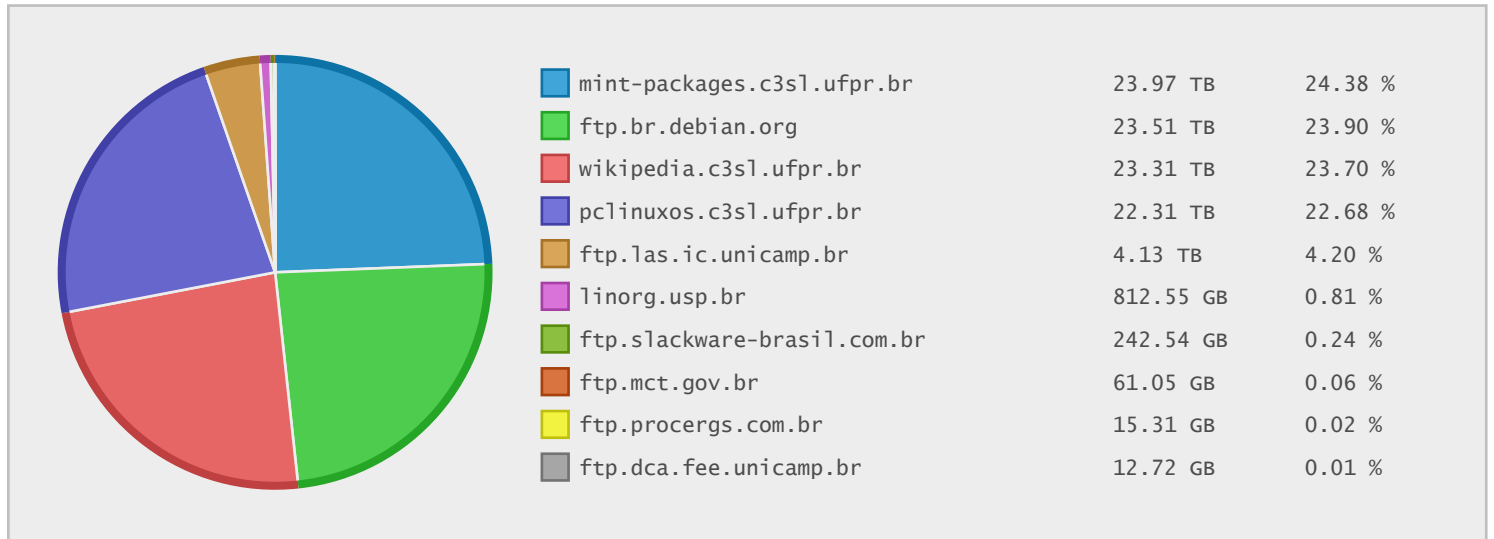 mint-packages.c3sl.ufpr.br 23.97 TB 24.38 %
ftp.br.debian.org 23.51 TB 23.90 %
wikipedia.c3sl.ufpr.br 23.31 TB 23.70 %
pclinuxos.c3sl.ufpr.br 22.31 TB 22.68 %
ftp.las.ic.unicamp.br 4.13 TB 4.20 %
linorg.usp.br 812.55 GB 0.81 %
ftp.slackware-brasil.com.br 242.54 GB 0.24 %
ftp.mct.gov.br 61.05 GB 0.06 %
ftp.procergs.com.br 15.31 GB 0.02 %
ftp.dca.fee.unicamp.br 12.72 GB 0.01 %